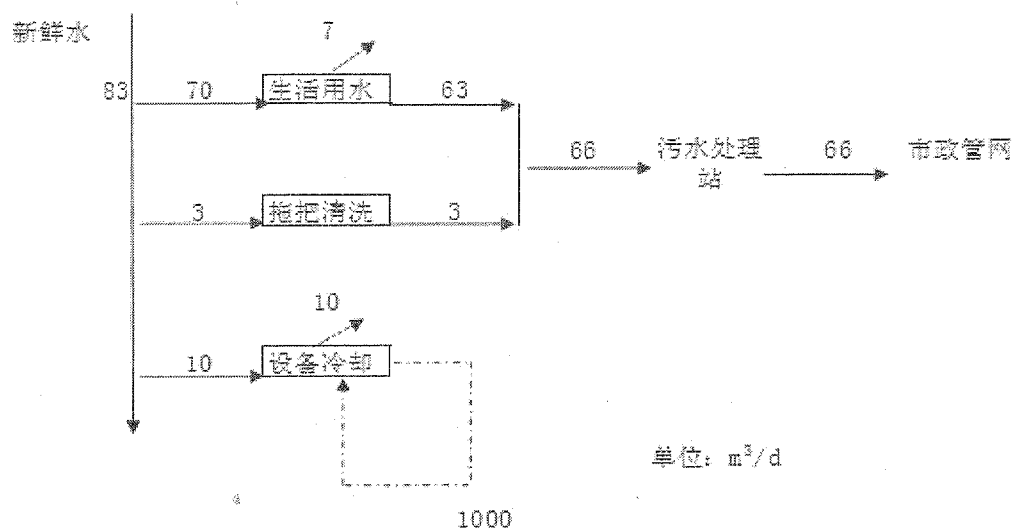 新鲜水
7
83
70
生活用水
63
66
污水处理站
66
市政管网
3
拖把清洗
3
10
10
设备冷却
1000
单位：m³/d